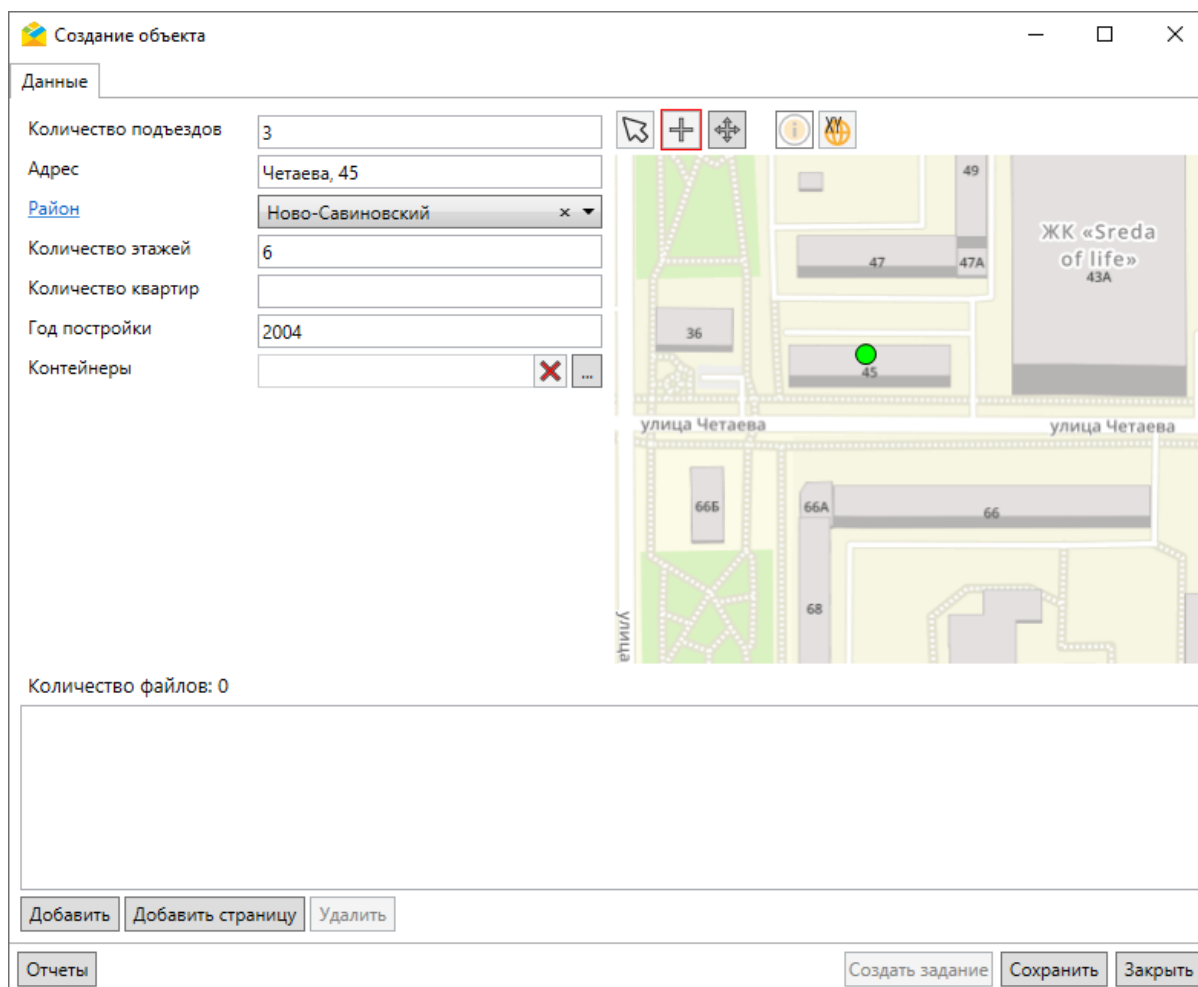 Создание объекта
Данные
Количество подъездов 3
Адрес Четаева, 45
Район Ново-Савиновский
Количество этажей 6
Количество квартир
Год постройки 2004
Контейнеры ...
XY
49
ЖК «Sreda
of life»
43А
47 47А
36
45
улица Четаева улица Четаева
66Б 66А 66
68
улица
Количество файлов: 0
Добавить Добавить страницу Удалить
Отчеты Создать задание Сохранить Закрыть